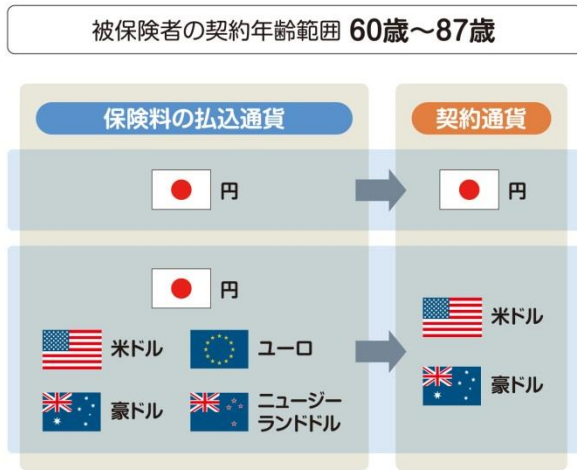 被保険者の契約年齢範囲 60歳～87歳
保険料の払込通貨
契約通貨
円
円
円
米ドル
ユーロ
豪ドル
ニュージー
ランドドル
米ドル
豪ドル